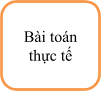 Bài toán
thực tế